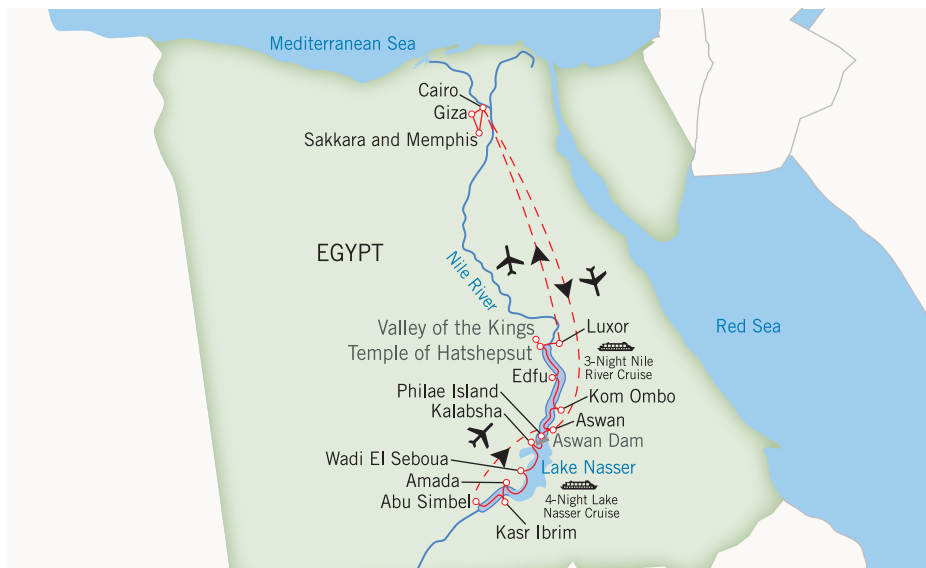 Mediterranean Sea
Cairo
Giza
Sakkara and Memphis
EGYPT
Nile River
Red Sea
Valley of the Kings
Luxor
Temple of Hatshepsut
3-Night Nile
River Cruise
Edfu
Philae Island
Kom Ombo
Kalabsha
Aswan
Aswan Dam
Wadi El Seboua
Lake Nasser
Amada
Abu Simbel
4-Night Lake
Nasser Cruise
Kasr Ibrim